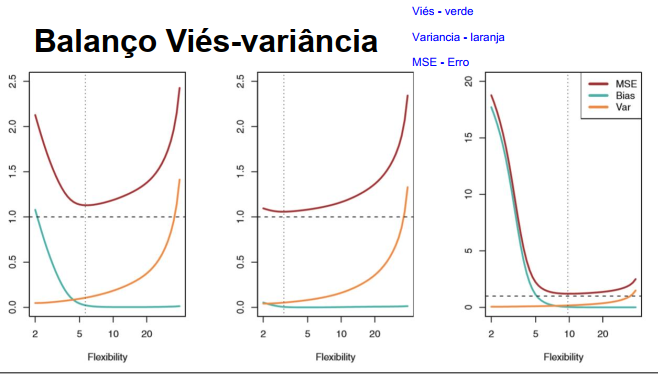 Balanço Viés-variância
Viés - verde
Variancia - laranja
MSE - Erro
2.5
2.0
1.5
1.0
0.5
0.0
2 5 10 20
Flexibility
2.5
2.0
1.5
1.0
0.5
0.0
2 5 10 20
Flexibility
MSE
Bias
Var
20
15
10
5
0
2 5 10 20
Flexibility